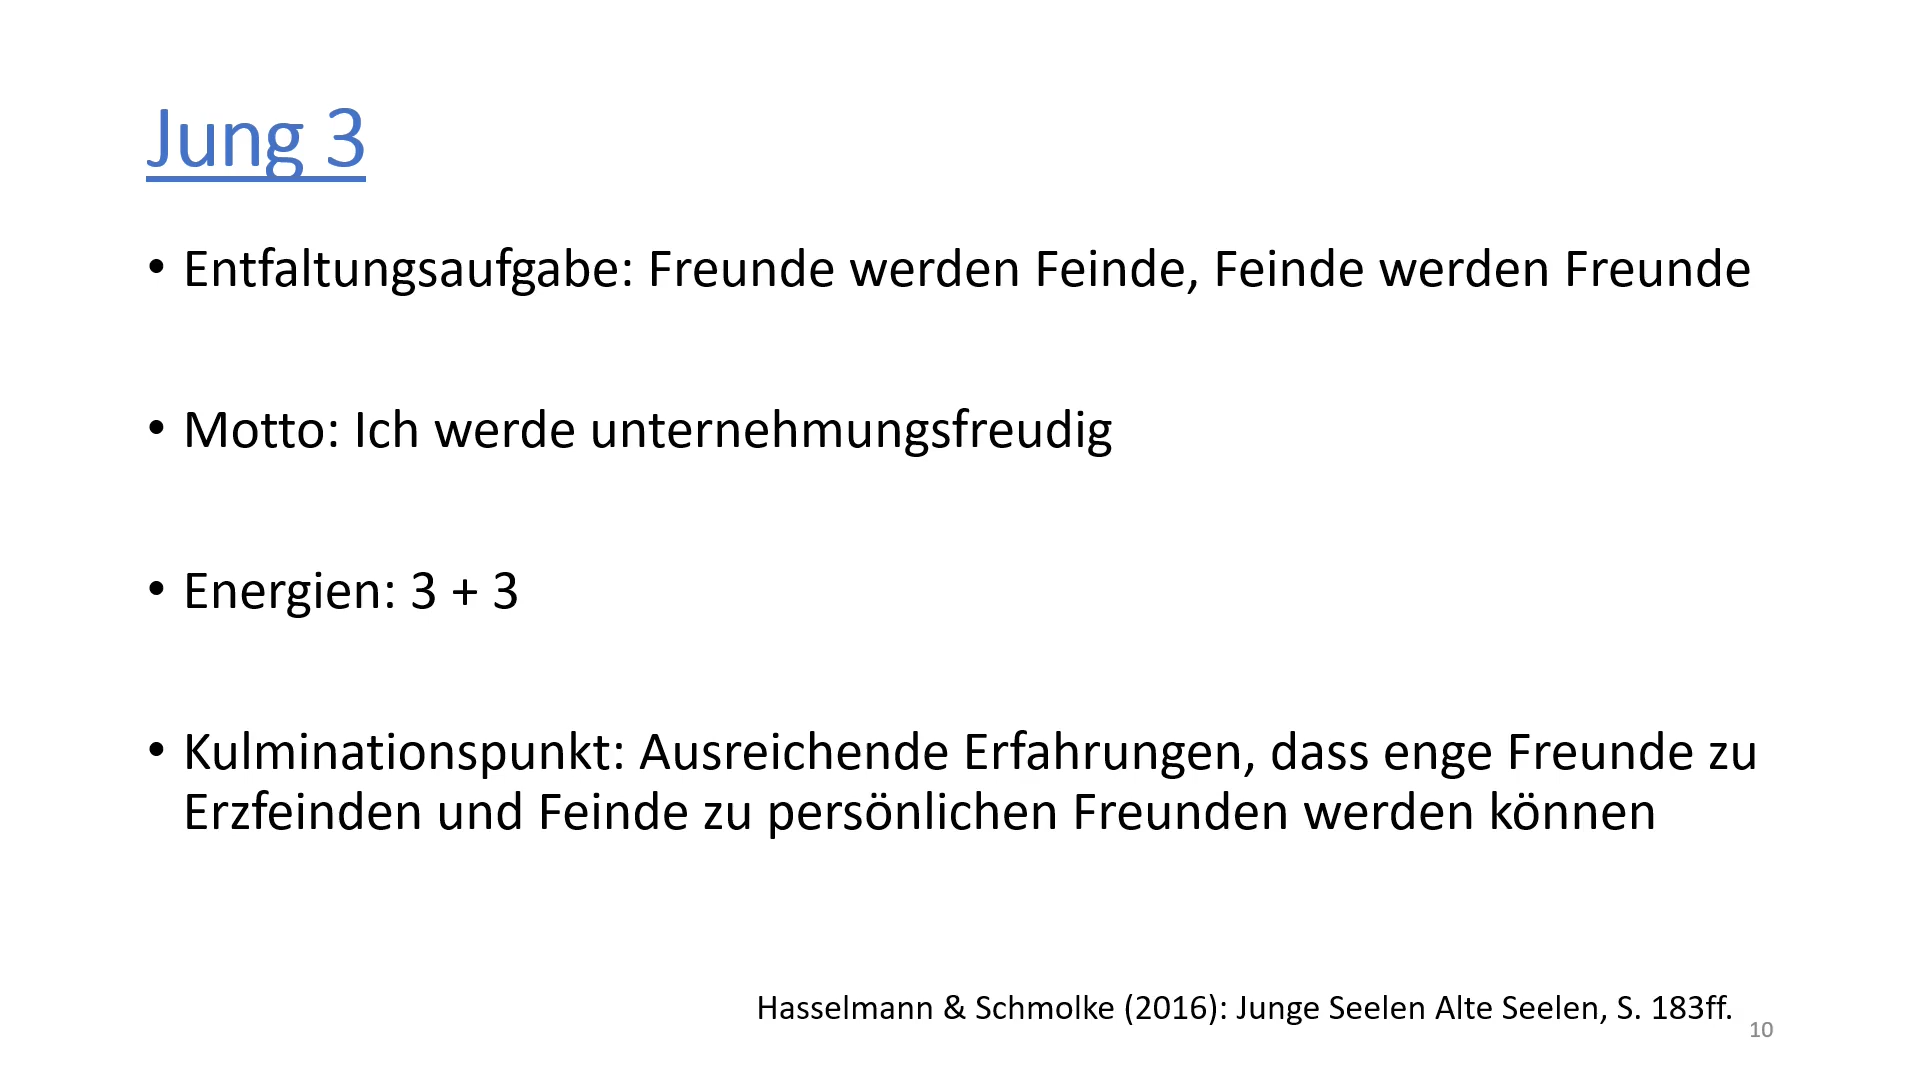 Jung 3
• Entfaltungsaufgabe: Freunde werden Feinde, Feinde werden Freunde
• Motto: Ich werde unternehmungsfreudig
• Energien: 3 + 3
• Kulminationspunkt: Ausreichende Erfahrungen, dass enge Freunde zu
Erzfeinden und Feinde zu persönlichen Freunden werden können
Hasselmann & Schmolke (2016): Junge Seelen Alte Seelen, S. 183ff.
10